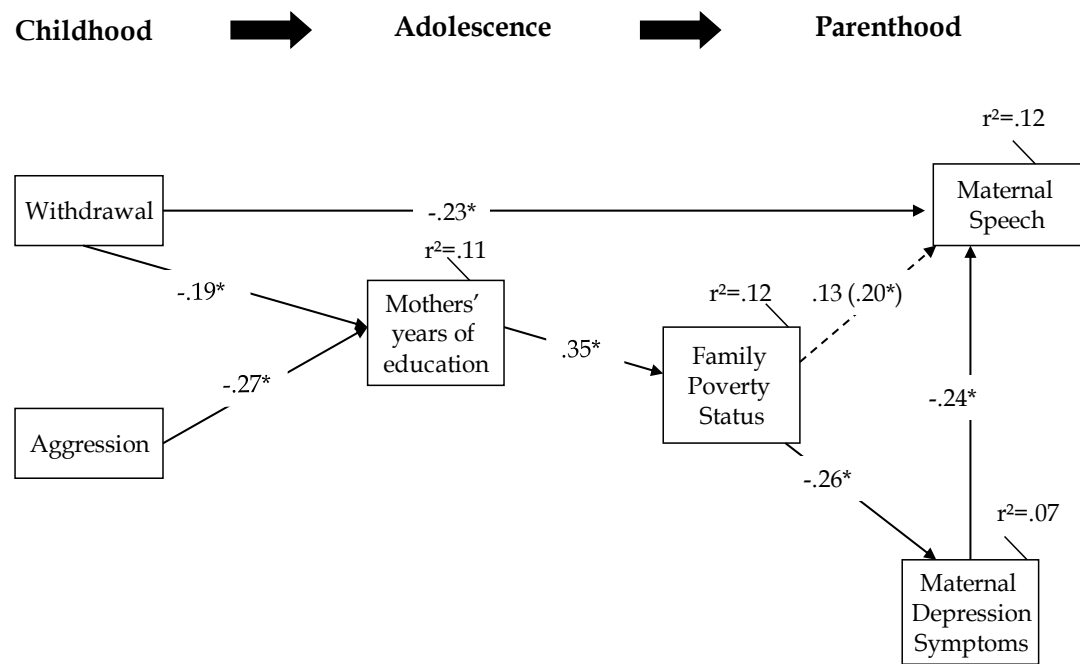 Childhood
Adolescence
Parenthood
r²=.12
Withdrawal
-.23*
Maternal
Speech
r²=.11
-.19*
Mothers’
years of
education
r²=.12
.13 (.20*)
.35*
Family
Poverty
Status
-.27*
-.24*
Aggression
-.26*
r²=.07
Maternal
Depression
Symptoms